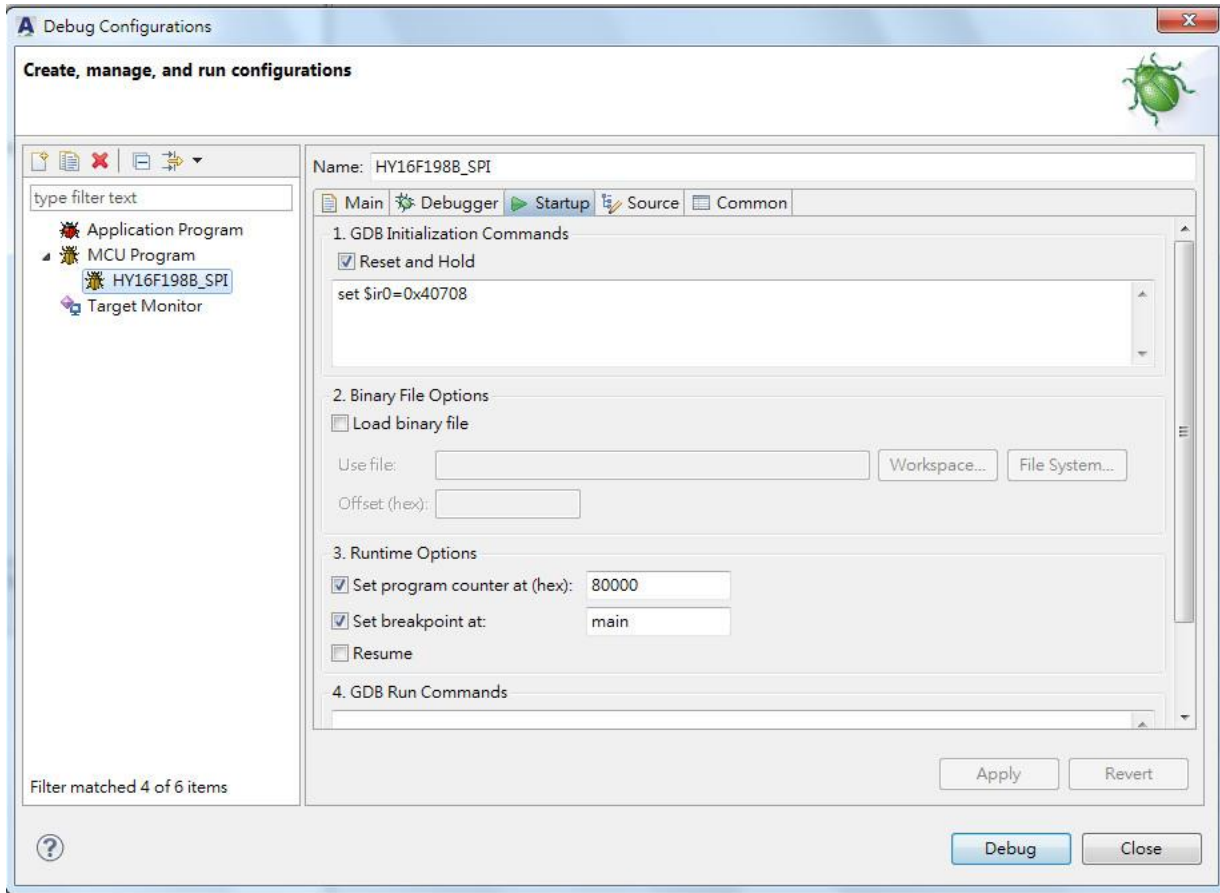 Debug Configurations
Create, manage, and run configurations
type filter text
Application Program
MCU Program
HY16F198B_SPI
Target Monitor
Filter matched 4 of 6 items
Name: HY16F198B_SPI
Main Debugger Startup Source Common
1. GDB Initialization Commands
Reset and Hold
set $ir0=0x40708
2. Binary File Options
Load binary file
Use file: Workspace... File System...
Offset (hex):
3. Runtime Options
Set program counter at (hex): 80000
Set breakpoint at: main
Resume
4. GDB Run Commands
Apply Revert
Debug Close